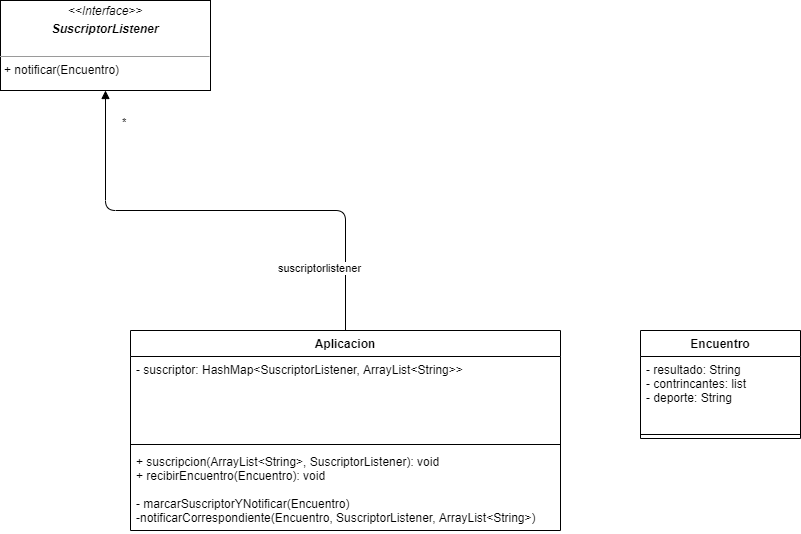 <<Interface>>
SuscriptorListener
+ notificar(Encuentro)
*
suscriptorlistener
Aplicacion
- suscriptor: HashMap<SuscriptorListener, ArrayList<String>>
+ suscripcion(ArrayList<String>, SuscriptorListener): void
+ recibirEncuentro(Encuentro): void
- marcarSuscriptorYNotificar(Encuentro)
-notificarCorrespondiente(Encuentro, SuscriptorListener, ArrayList<String>)
Encuentro
- resultado: String
- contrincantes: list
- deporte: String